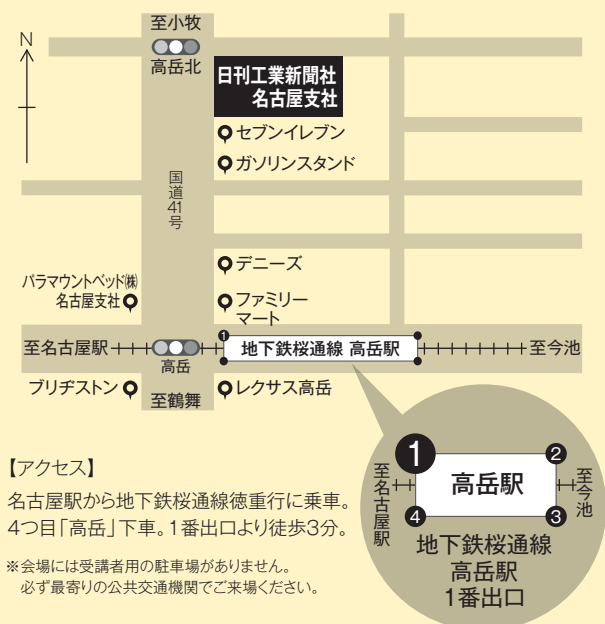 至小牧
N
高岳北
日刊工業新聞社
名古屋支社
セブンイレブン
ガソリンスタンド
国道41号
デニーズ
パラマウントベッド㈱
名古屋支社
ファミリー
マート
至名古屋駅
1
地下鉄桜通線 高岳駅
至今池
高岳
ブリヂストン
至鶴舞
レクサス高岳
【アクセス】
名古屋駅から地下鉄桜通線徳重行に乗車。
4つ目「高岳」下車。1番出口より徒歩3分。
※会場には受講者用の駐車場がありません。
必ず最寄りの公共交通機関でご来場ください。
1
2
至名古屋駅
高岳駅
至今池
4
3
地下鉄桜通線
高岳駅
1番出口